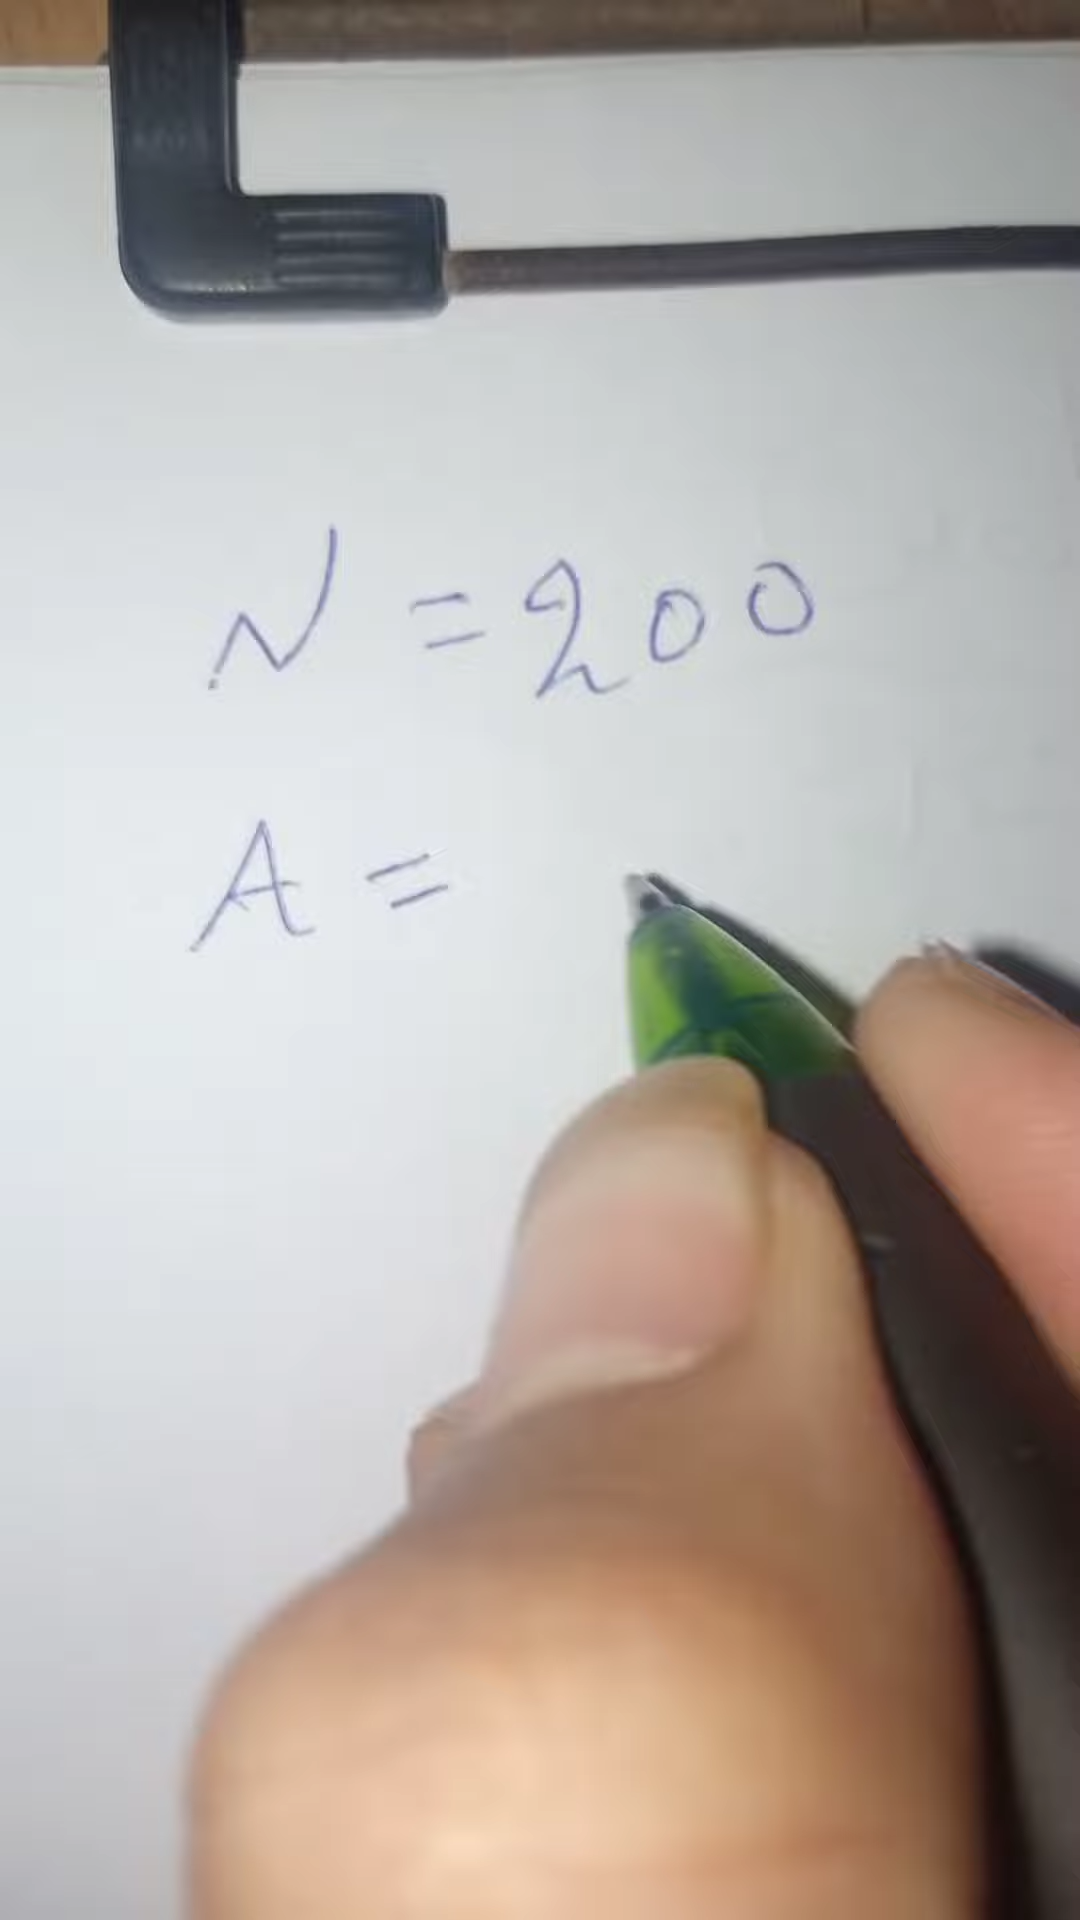 N = 200
A =